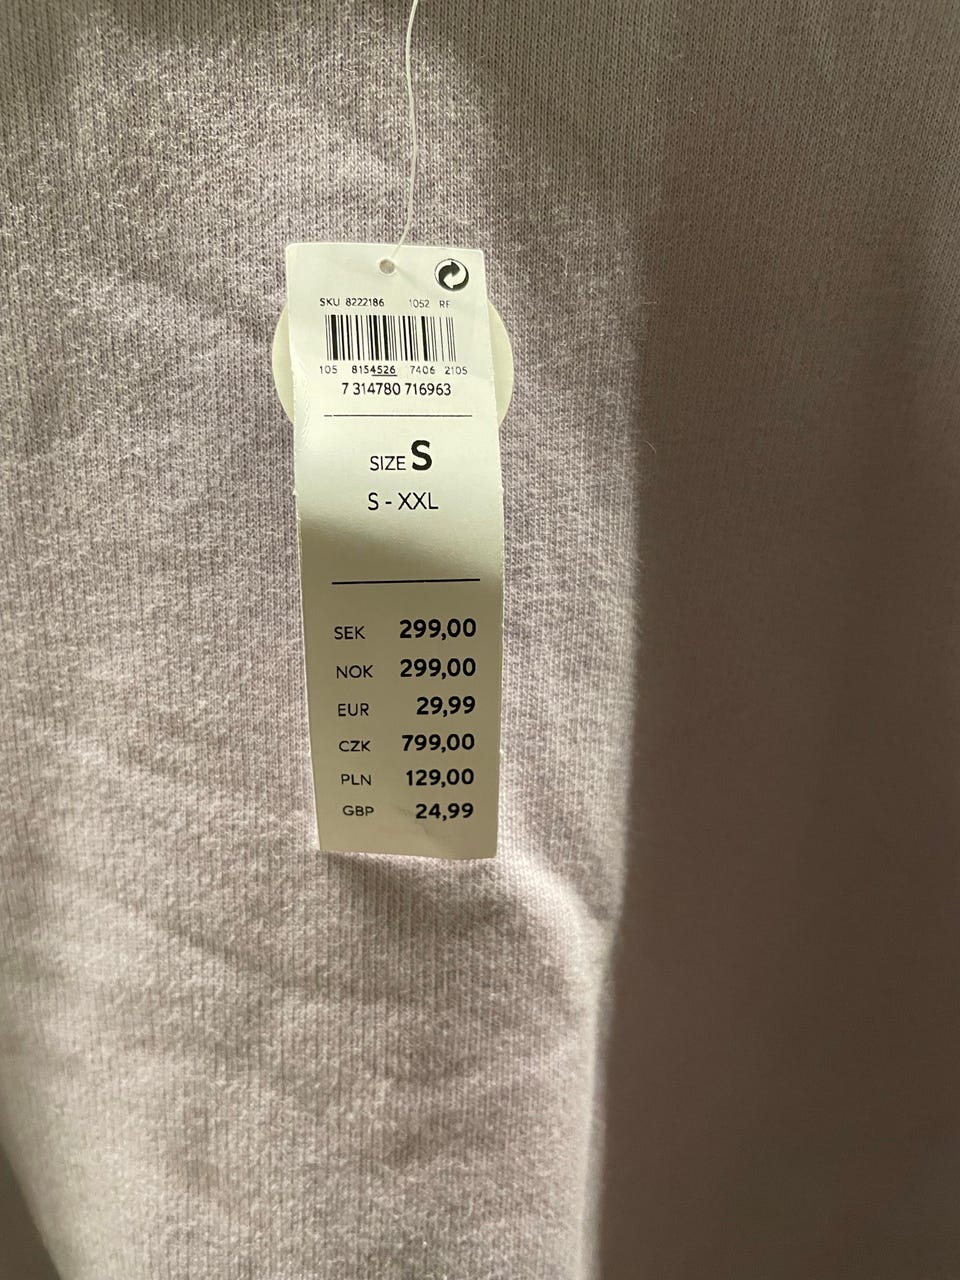 SKU 8222186 1052 RF
105 8154526 7406 2105
7 314780 716963
SIZE S
S - XXL
SEK 299,00
NOK 299,00
EUR 29,99
CZK 799,00
PLN 129,00
GBP 24,99